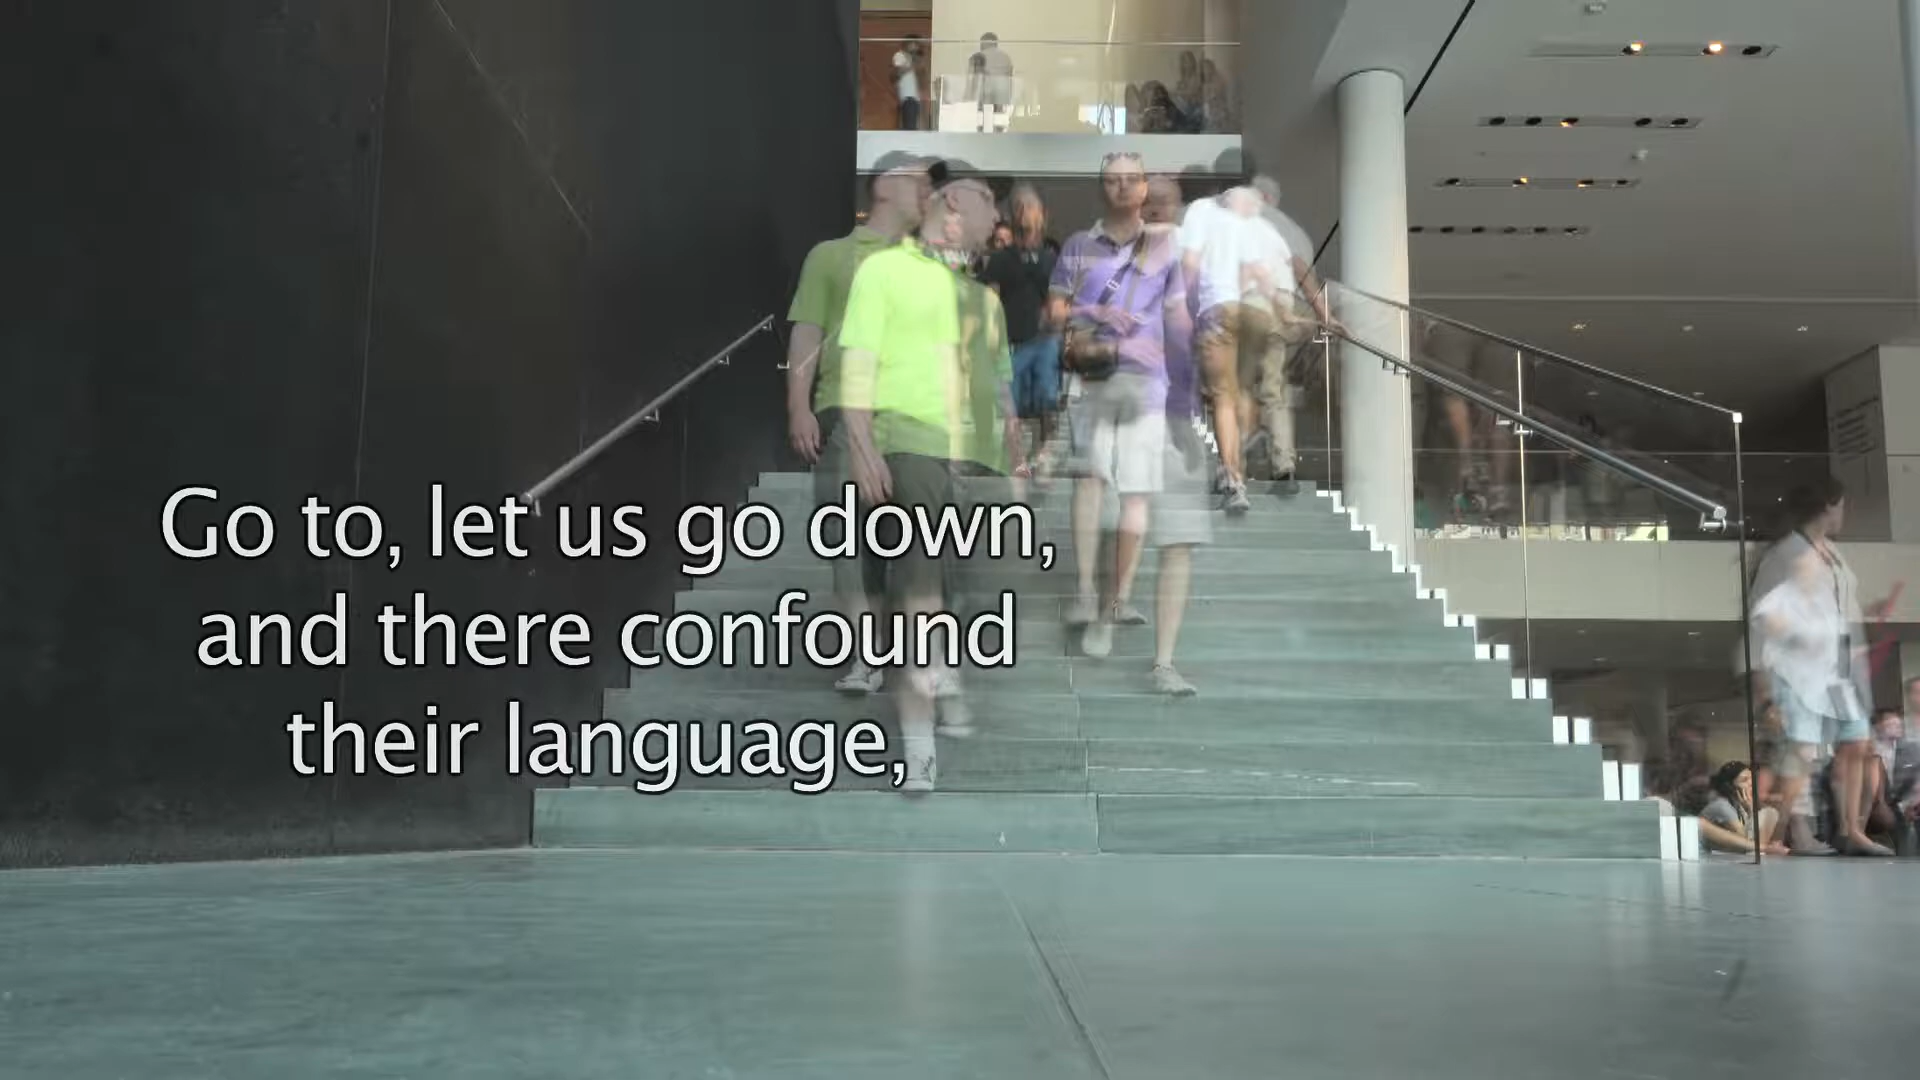 Go to, let us go down,
and there confound
their language,